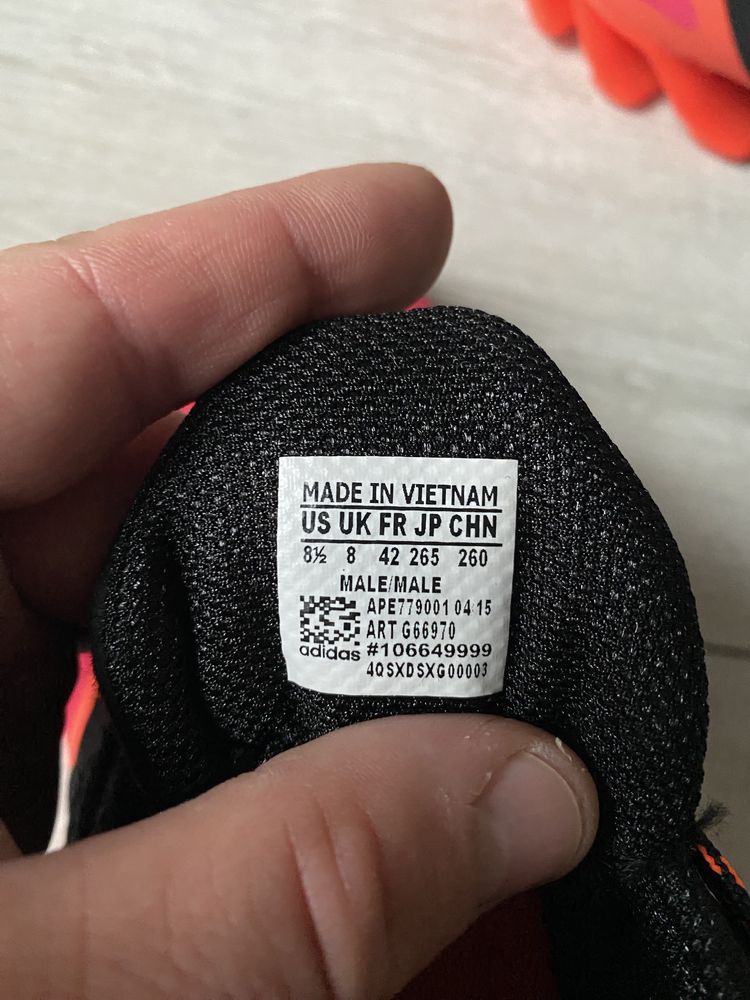 MADE IN VIETNAM
US UK FR JP CHN
8½ 8 42 265 260
MALE/MALE
APE779001 04 15
ART G66970
adidas #106649999
4QSXDSXG00003